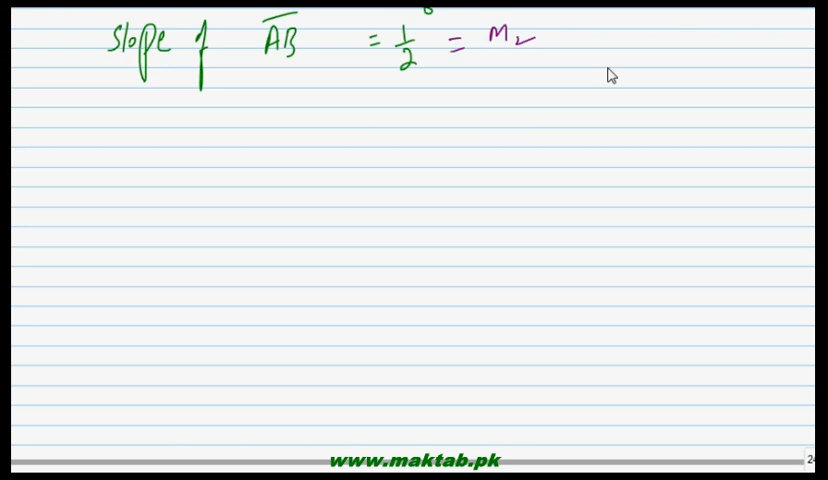 Slope of AB = 1/2 = M2
www.maktab.pk